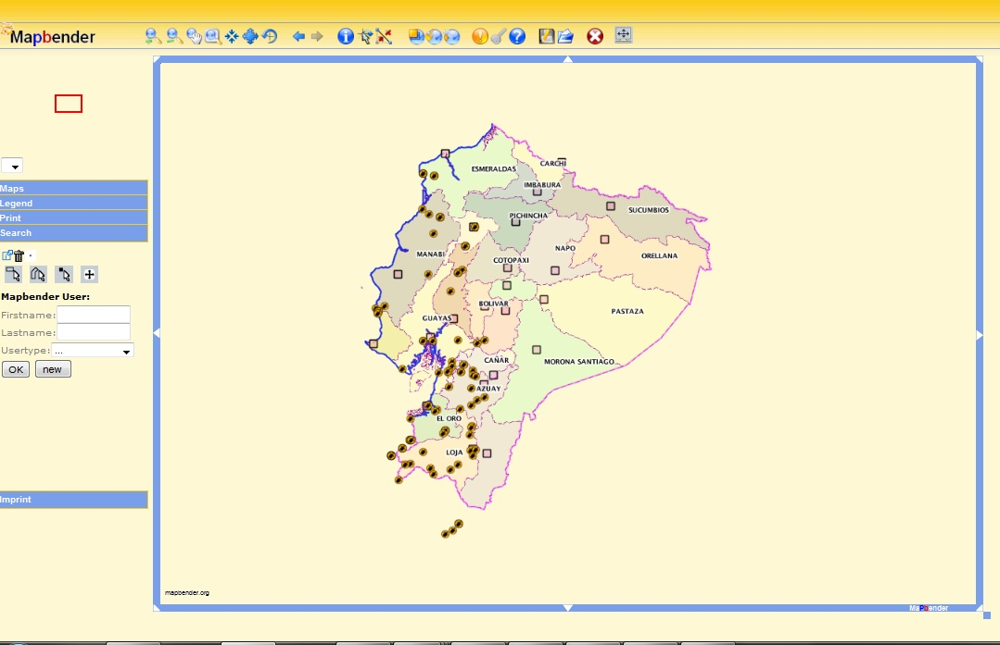 Mapbender
Maps
Legend
Print
Search
Mapbender User:
Firstname:
Lastname:
Usertype: ...
OK new
Imprint
ESMERALDAS
CARCHI
IMBABURA
SUCUMBIOS
PICHINCHA
NAPO
MANABI
ORELLANA
COTOPAXI
BOLIVAR
PASTAZA
GUAYAS
CAÑAR
MORONA SANTIAGO
AZUAY
EL ORO
LOJA
mapbender.org
Mapbender